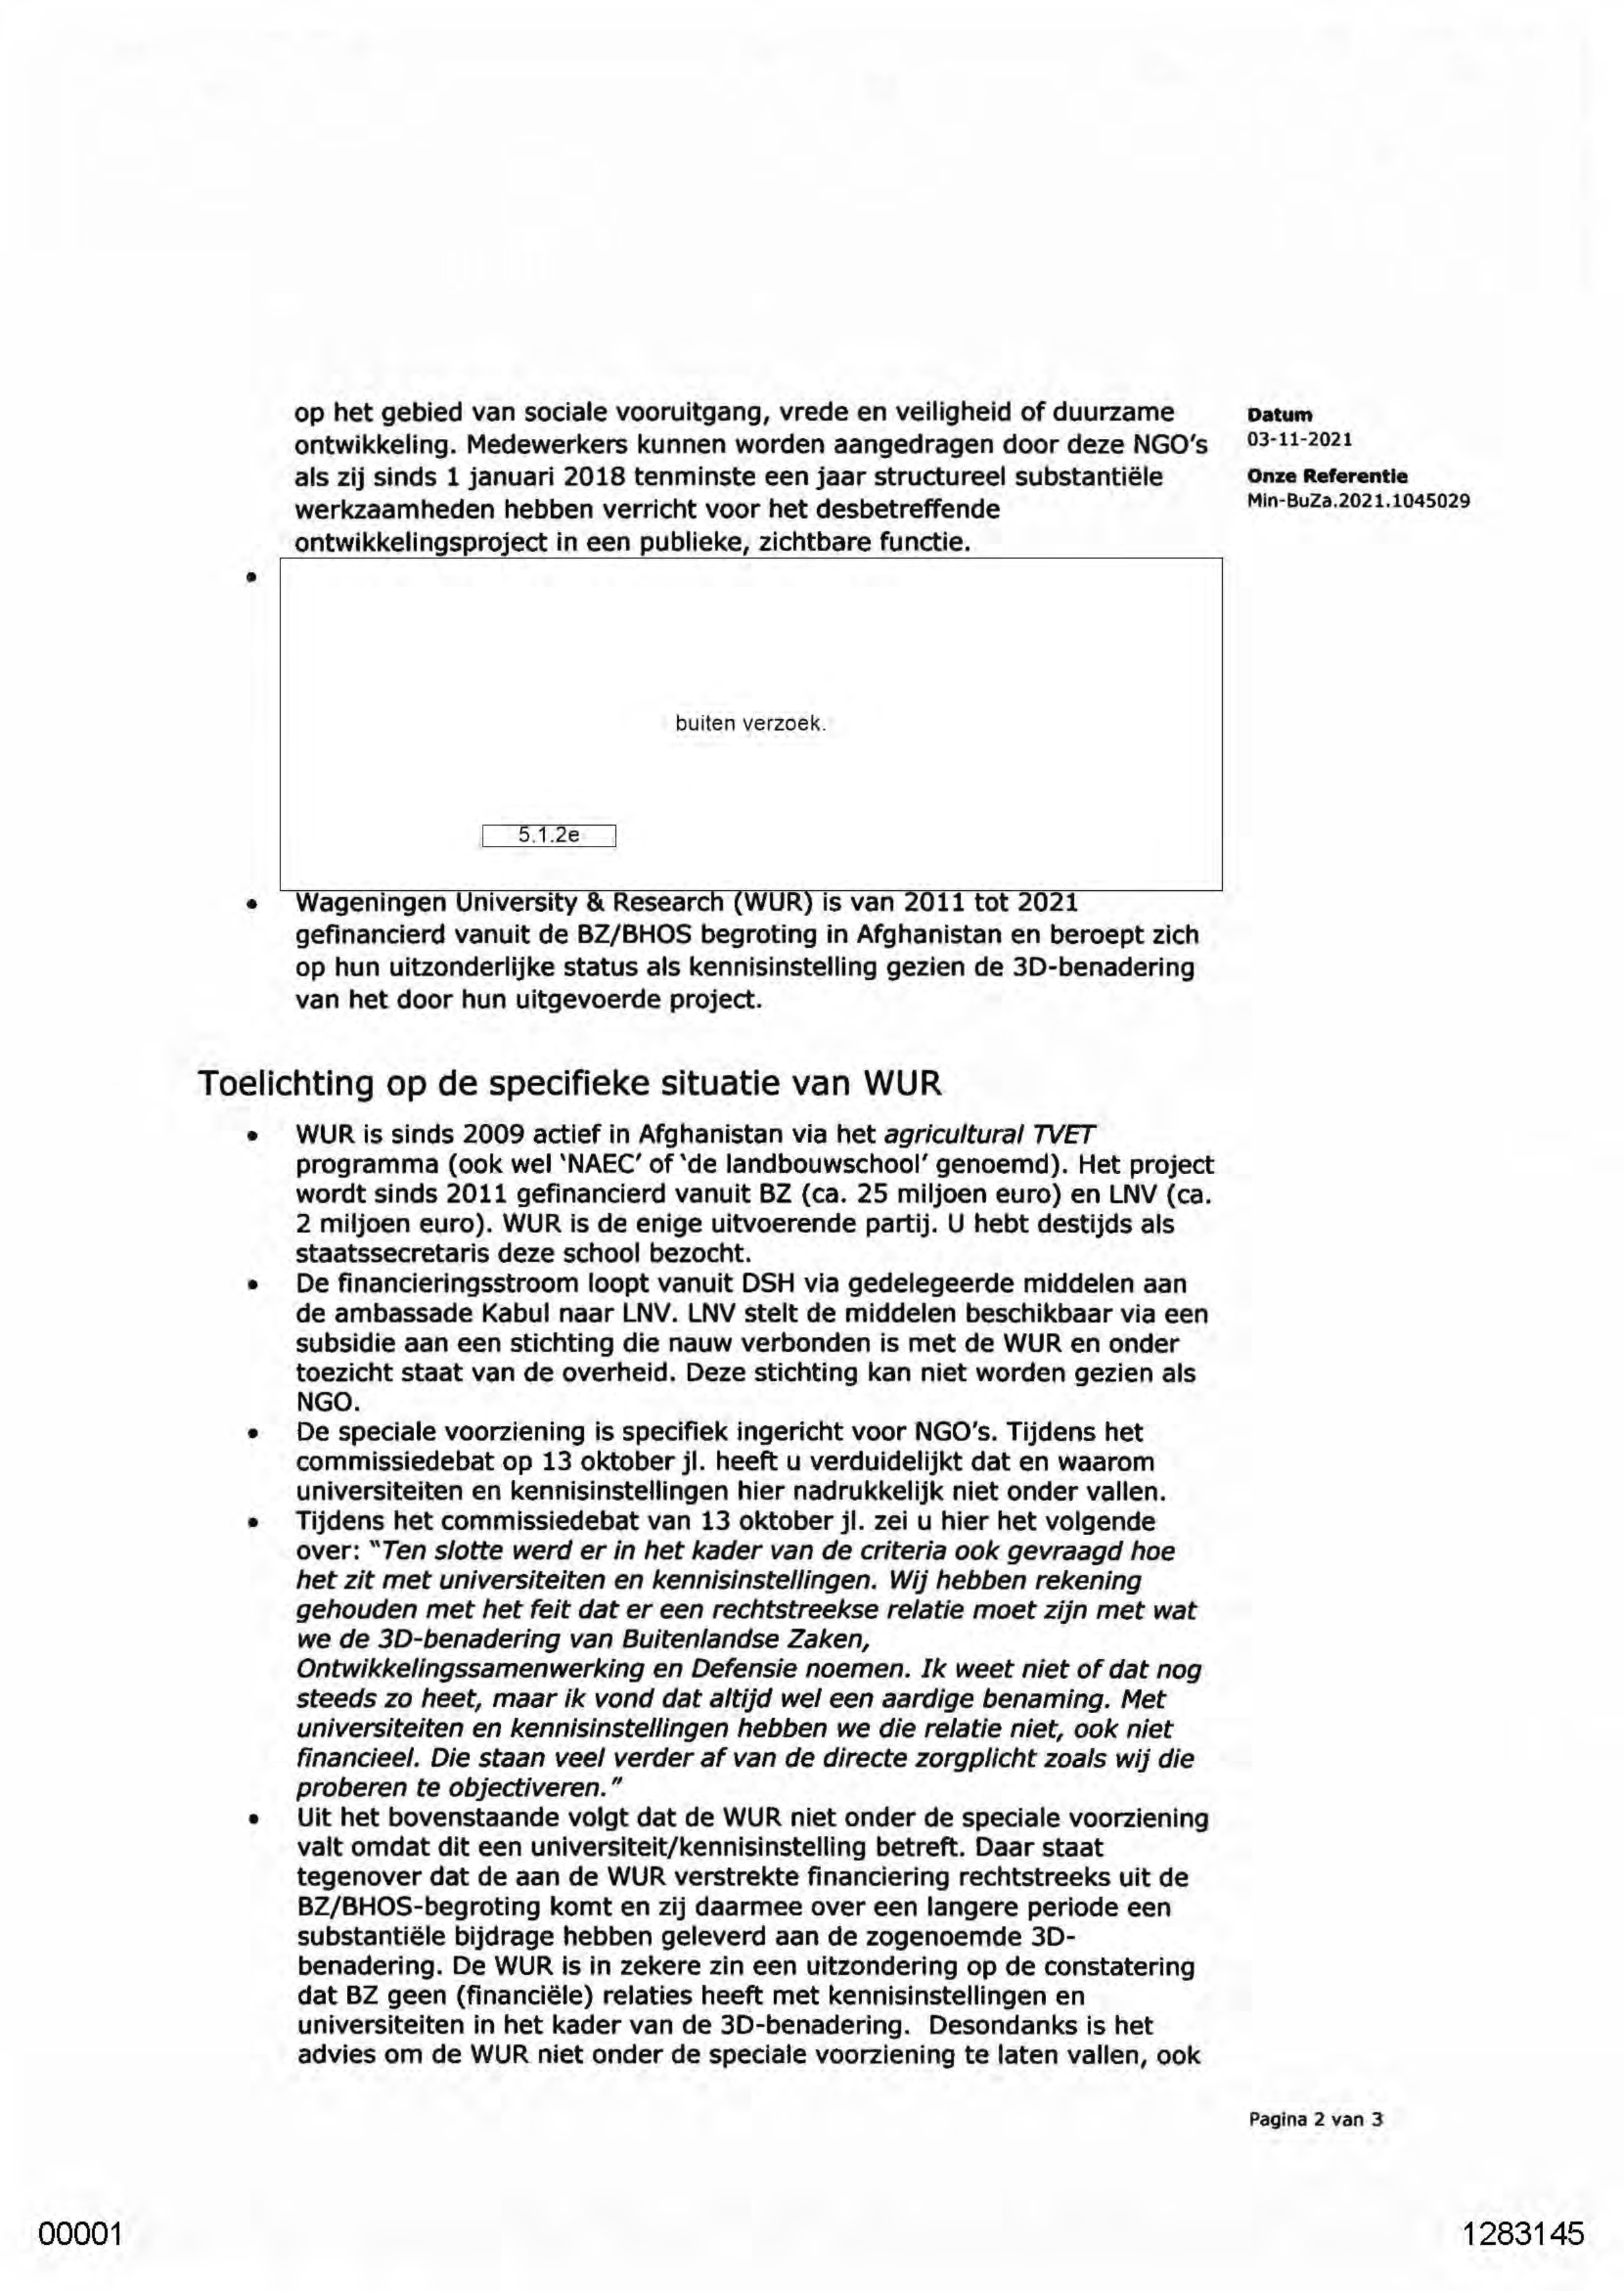 op het gebied van sociale vooruitgang, vrede en veiligheid of duurzame
ontwikkeling. Medewerkers kunnen worden aangedragen door deze NGO's
als zij sinds 1 januari 2018 tenminste een jaar structureel substantiële
werkzaamheden hebben verricht voor het desbetreffende
ontwikkelingsproject in een publieke, zichtbare functie.
Datum
03-11-2021
Onze Referentie
Min-BuZa.2021.1045029
•
buiten verzoek.
5.1.2e
• Wageningen University & Research (WUR) is van 2011 tot 2021
gefinancierd vanuit de BZ/BHOS begroting in Afghanistan en beroept zich
op hun uitzonderlijke status als kennisinstelling gezien de 3D-benadering
van het door hun uitgevoerde project.
Toelichting op de specifieke situatie van WUR
• WUR is sinds 2009 actief in Afghanistan via het agricultural TVET
programma (ook wel 'NAEC' of 'de landbouwschool' genoemd). Het project
wordt sinds 2011 gefinancierd vanuit BZ (ca. 25 miljoen euro) en LNV (ca.
2 miljoen euro). WUR is de enige uitvoerende partij. U hebt destijds als
staatssecretaris deze school bezocht.
• De financieringsstroom loopt vanuit DSH via gedelegeerde middelen aan
de ambassade Kabul naar LNV. LNV stelt de middelen beschikbaar via een
subsidie aan een stichting die nauw verbonden is met de WUR en onder
toezicht staat van de overheid. Deze stichting kan niet worden gezien als
NGO.
• De speciale voorziening is specifiek ingericht voor NGO's. Tijdens het
commissiedebat op 13 oktober jl. heeft u verduidelijkt dat en waarom
universiteiten en kennisinstellingen hier nadrukkelijk niet onder vallen.
• Tijdens het commissiedebat van 13 oktober jl. zei u hier het volgende
over: "Ten slotte werd er in het kader van de criteria ook gevraagd hoe
het zit met universiteiten en kennisinstellingen. Wij hebben rekening
gehouden met het feit dat er een rechtstreekse relatie moet zijn met wat
we de 3D-benadering van Buitenlandse Zaken,
Ontwikkelingssamenwerking en Defensie noemen. Ik weet niet of dat nog
steeds zo heet, maar ik vond dat altijd wel een aardige benaming. Met
universiteiten en kennisinstellingen hebben we die relatie niet, ook niet
financieel. Die staan veel verder af van de directe zorgplicht zoals wij die
proberen te objectiveren."
• Uit het bovenstaande volgt dat de WUR niet onder de speciale voorziening
valt omdat dit een universiteit/kennisinstelling betreft. Daar staat
tegenover dat de aan de WUR verstrekte financiering rechtstreeks uit de
BZ/BHOS-begroting komt en zij daarmee over een langere periode een
substantiële bijdrage hebben geleverd aan de zogenoemde 3D-
benadering. De WUR is in zekere zin een uitzondering op de constatering
dat BZ geen (financiële) relaties heeft met kennisinstellingen en
universiteiten in het kader van de 3D-benadering. Desondanks is het
advies om de WUR niet onder de speciale voorziening te laten vallen, ook
Pagina 2 van 3
00001
1283145